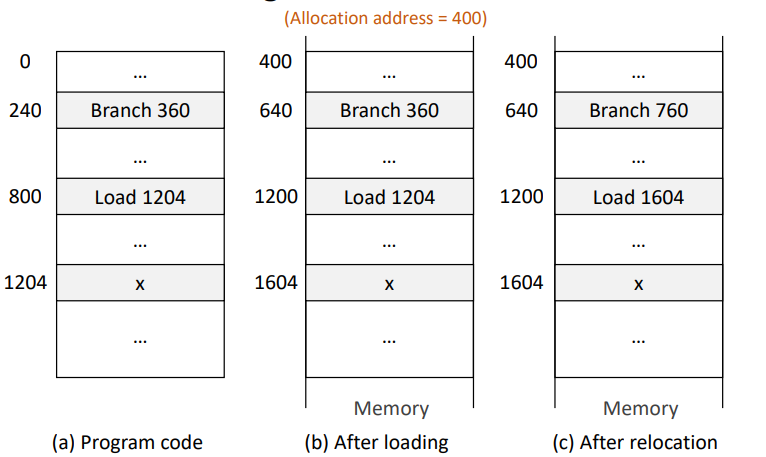 (Allocation address = 400)
0
...
240
Branch 360
...
800
Load 1204
...
1204
x
...
(a) Program code
400
...
640
Branch 360
...
1200
Load 1204
...
1604
x
...
Memory
(b) After loading
400
...
640
Branch 760
...
1200
Load 1604
...
1604
x
...
Memory
(c) After relocation